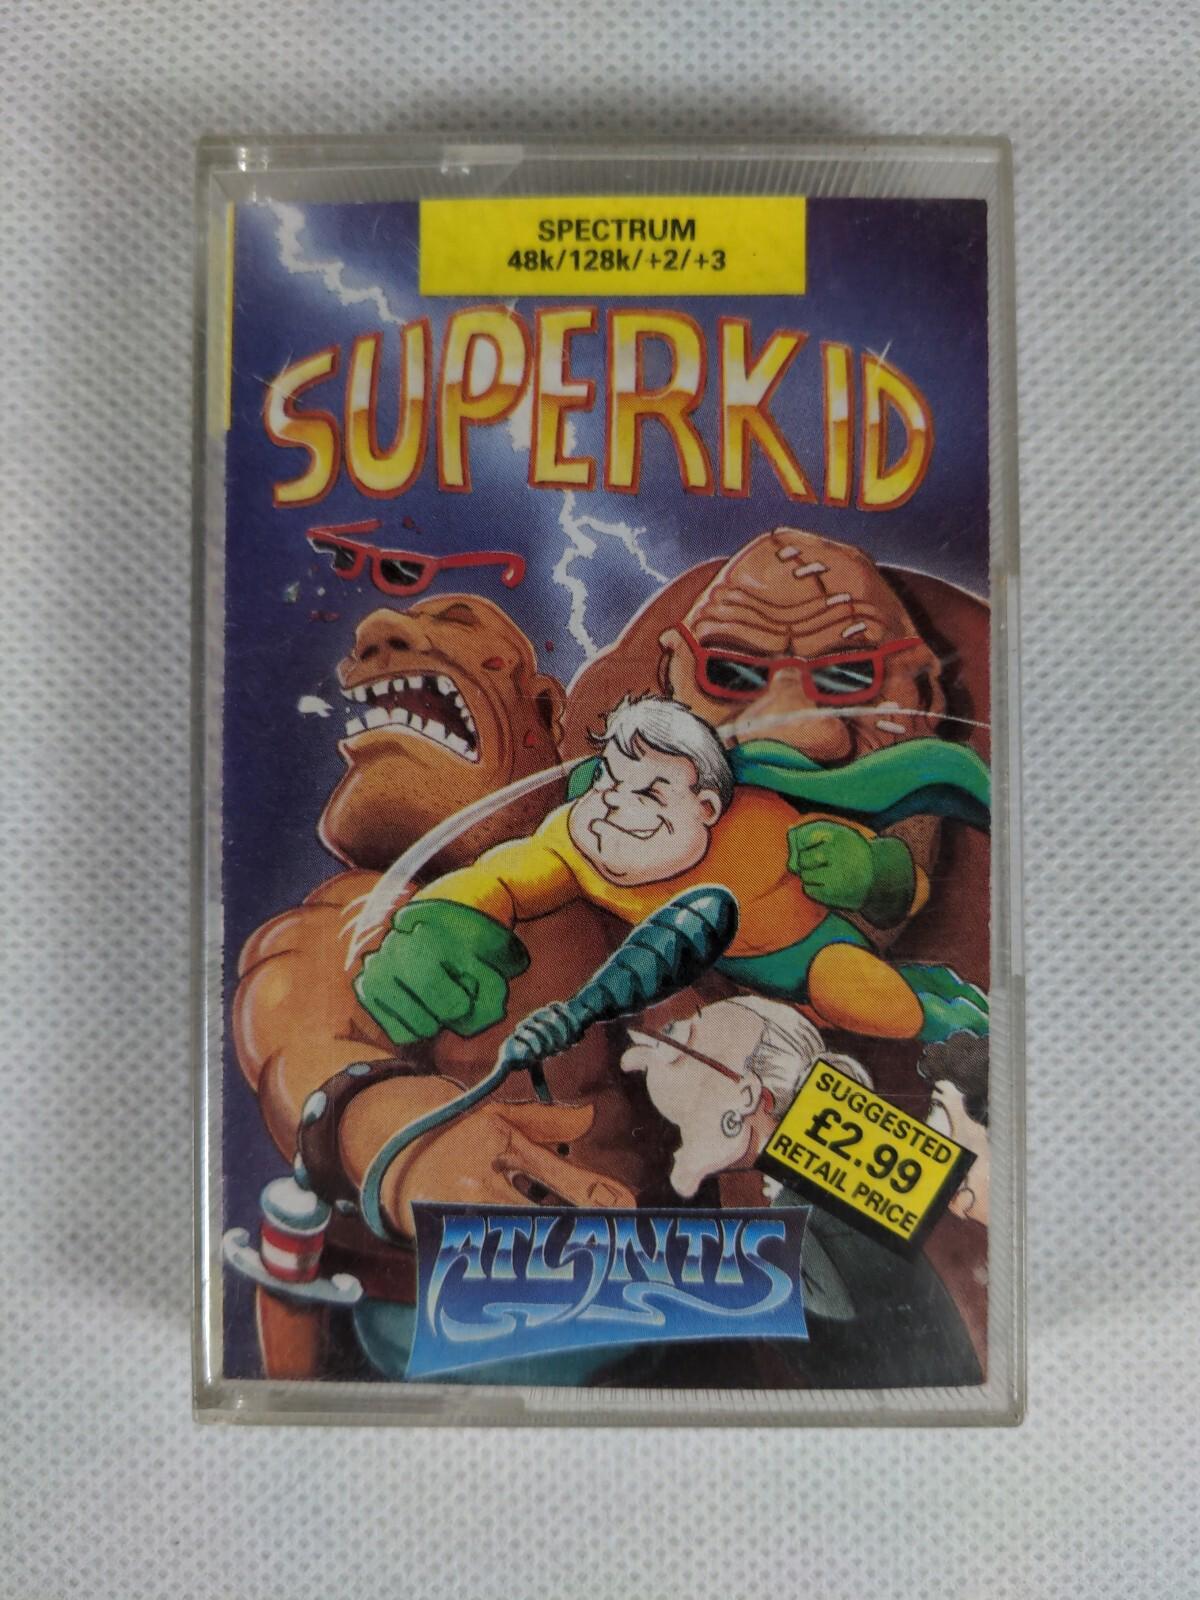 SPECTRUM
48k/128k/+2/+3
SUPERKID
SUGGESTED
£2.99
RETAIL PRICE
ATLANTIS